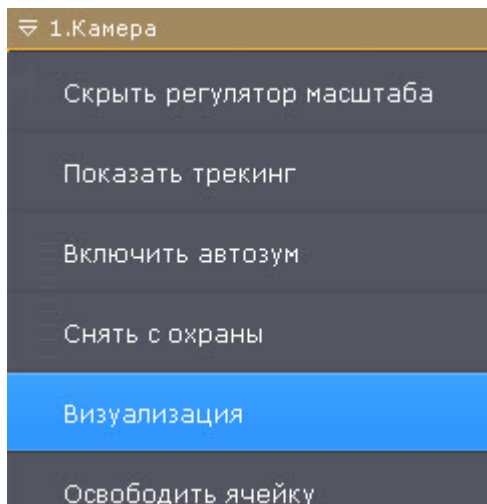 1.Камера
Скрыть регулятор масштаба
Показать трекинг
Включить автозум
Снять с охраны
Визуализация
Освободить ячейку